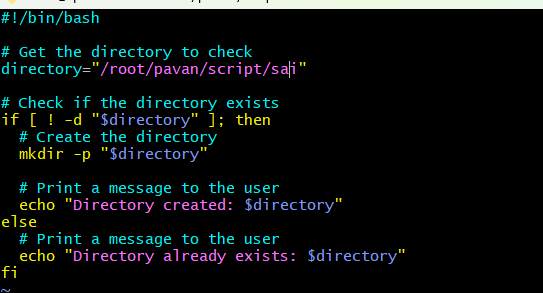 #!/bin/bash

# Get the directory to check
directory="/root/pavan/script/sai"

# Check if the directory exists
if [ ! -d "$directory" ]; then
  # Create the directory
  mkdir -p "$directory"

  # Print a message to the user
  echo "Directory created: $directory"
else
  # Print a message to the user
  echo "Directory already exists: $directory"
fi
~